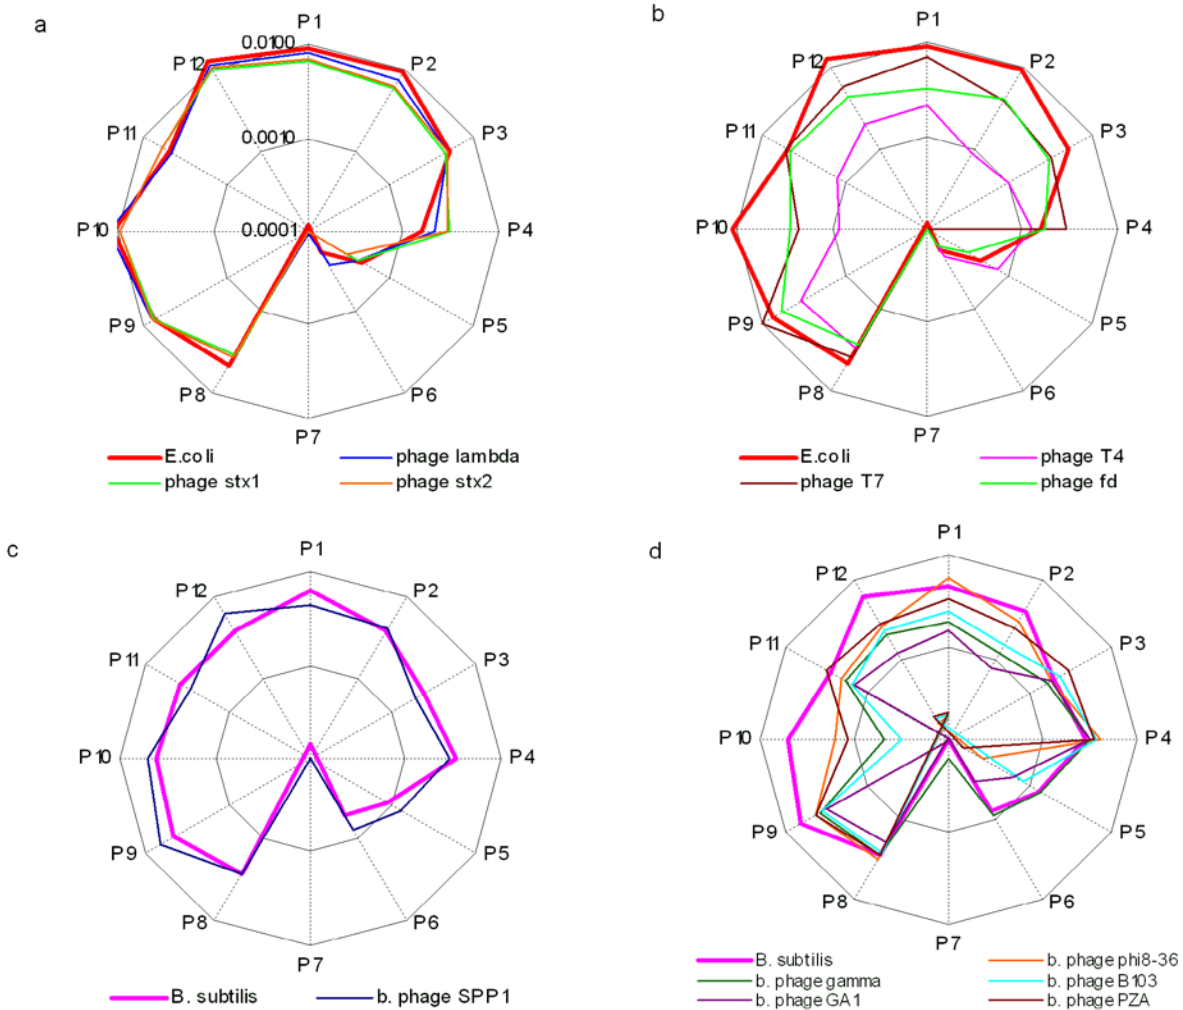 a
P1
0.0100
P12
P2
P11
0.0010
P3
P10
0.0001
P4
P9
P5
P8
P6
P7
E.coli
phage lambda
phage stx1
phage stx2
b
P1
P12
P2
P11
P3
P10
P4
P9
P5
P8
P6
P7
E.coli
phage T4
phage T7
phage fd
c
P1
P12
P2
P11
P3
P10
P4
P9
P5
P8
P6
P7
B. subtilis
b. phage SPP1
d
P1
P12
P2
P11
P3
P10
P4
P9
P5
P8
P6
P7
B. subtilis
b. phage phi8-36
b. phage gamma
b. phage B103
b. phage GA1
b. phage PZA